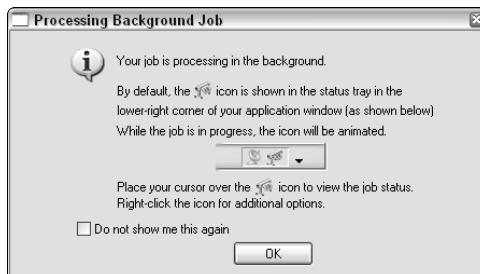 Processing Background Job
Your job is processing in the background.
By default, the icon is shown in the status tray in the
lower-right corner of your application window (as shown below)
While the job is in progress, the icon will be animated.
Place your cursor over the icon to view the job status.
Right-click the icon for additional options.
Do not show me this again
OK